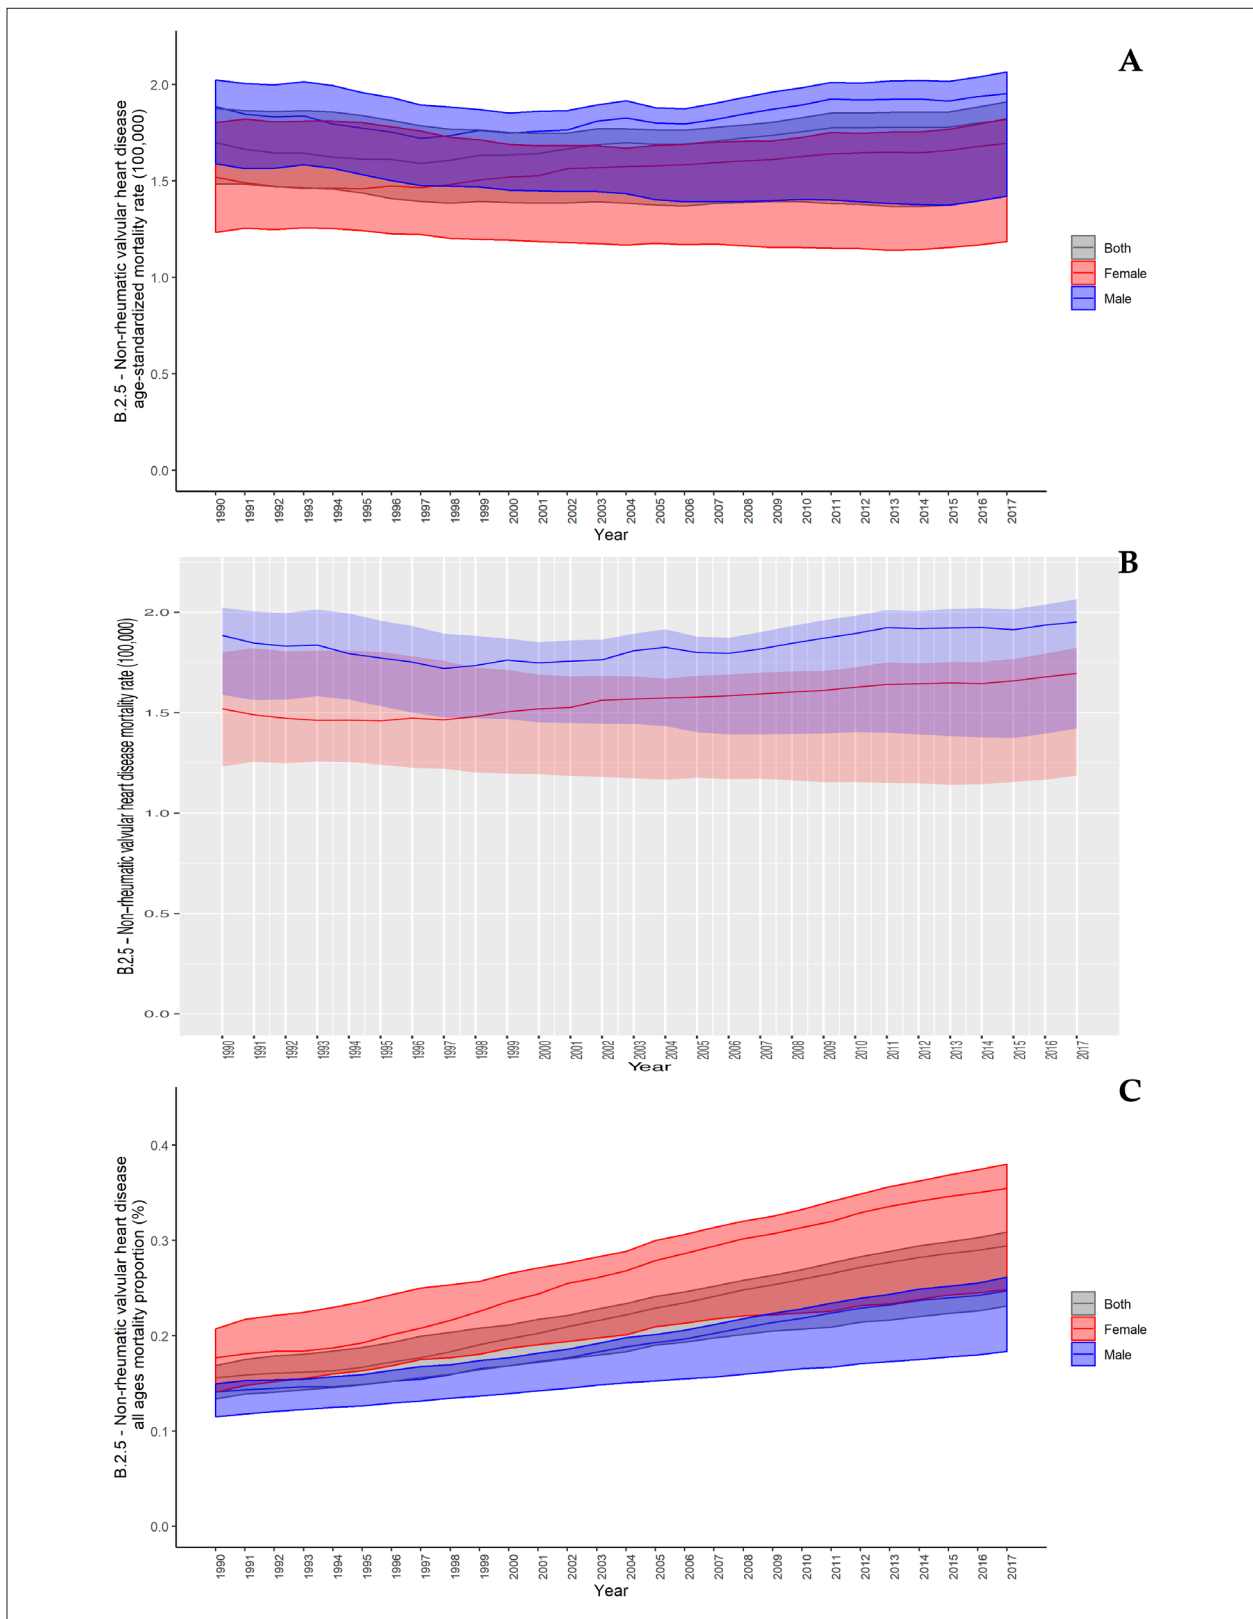 A
B.2.5 - Non-rheumatic valvular heart disease
age-standardized mortality rate (100,000)
2.0
1.5
1.0
0.5
0.0
1990 1991 1992 1993 1994 1995 1996 1997 1998 1999 2000 2001 2002 2003 2004 2005 2006 2007 2008 2009 2010 2011 2012 2013 2014 2015 2016 2017
Year
Both
Female
Male
B
B.2.5 – Non–rheumatic valvular heart disease mortality rate (100,000)
2.0
1.5
1.0
0.5
0.0
1990 1991 1992 1993 1994 1995 1996 1997 1998 1999 2000 2001 2002 2003 2004 2005 2006 2007 2008 2009 2010 2011 2012 2013 2014 2015 2016 2017
Year
C
B.2.5 - Non-rheumatic valvular heart disease
all ages mortality proportion (%)
0.4
0.3
0.2
0.1
0.0
1990 1991 1992 1993 1994 1995 1996 1997 1998 1999 2000 2001 2002 2003 2004 2005 2006 2007 2008 2009 2010 2011 2012 2013 2014 2015 2016 2017
Year
Both
Female
Male